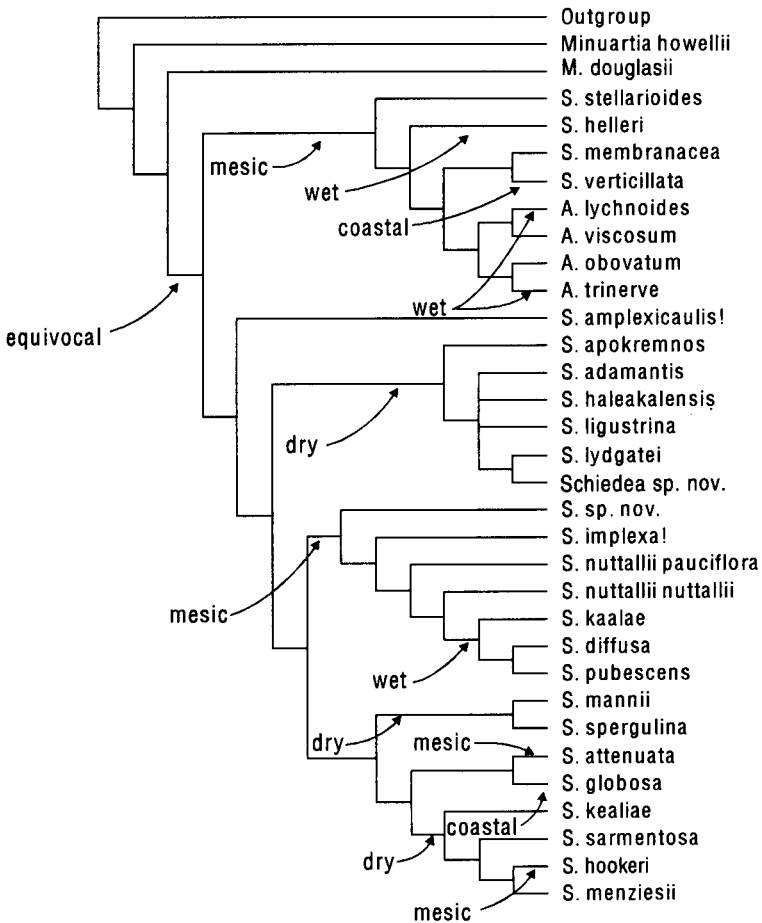 Outgroup
Minuartia howellii
M. douglasii
S. stellarioides
S. helleri
mesic
S. membranacea
wet
S. verticillata
A. lychnoides
coastal
A. viscosum
A. obovatum
A. trinerve
wet
S. amplexicaulis!
equivocal
S. apokremnos
S. adamantis
S. haleakalensis
S. ligustrina
dry
S. lydgatei
Schiedea sp. nov.
S. sp. nov.
S. implexa!
S. nuttallii pauciflora
S. nuttallii nuttallii
mesic
S. kaalae
S. diffusa
S. pubescens
wet
S. mannii
S. spergulina
dry
mesic
S. attenuata
S. globosa
S. kealiae
coastal
S. sarmentosa
dry
S. hookeri
S. menziesii
mesic